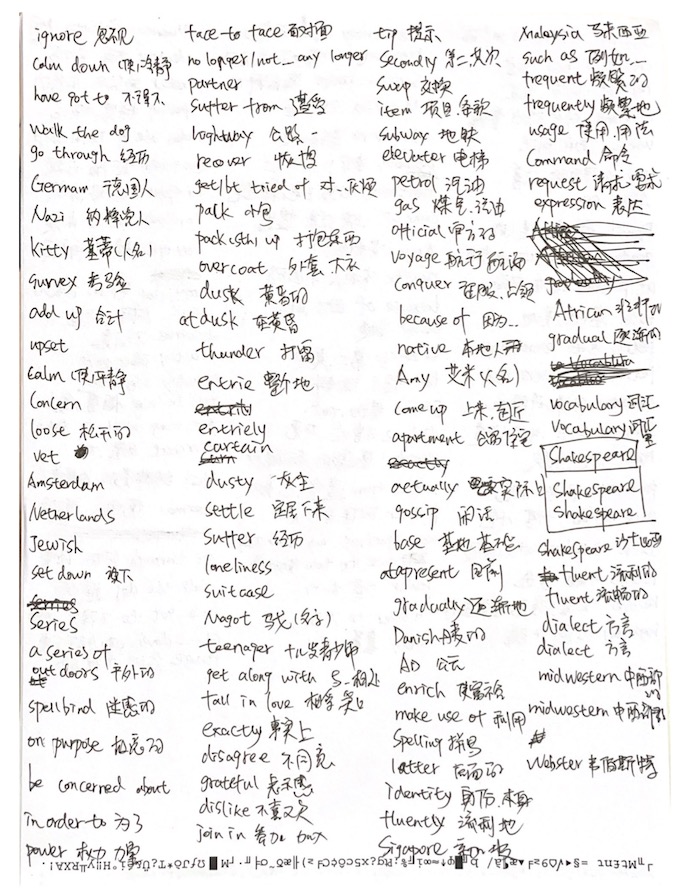 ignore 忽视
calm down 使冷静
have got to 不得不
walk the dog
go through 经历
German 德国人
Nazi 纳粹党人
Kitty 基蒂(人名)
survex 考验
add up 合计
upset
calm 使平静
Concern
loose 松开的
vet
Amsterdam
Netherlands
Jewish
set down 放下
Series
a series of
outdoors 户外的
spellbind 迷惑的
on purpose 故意的
be concerned about
in order to 为了
power 权力 力量
face to face 面对面
no longer/not... any longer
partner
suffer from 遭受
highway 公路
recover 恢复
get/bt tried of 对..厌烦
pack 小包
pack (sth) up 打包东西
overcoat 外套 大衣
dusk 黄昏的
at dusk 在黄昏
thunder 打雷
entrie 整个地
entriely
curtain
dusty
settle 定居下来
Suffer 经历
loneliness
suitcase
Magot 马戈(名字)
teenager 十几岁青少年
get along with 与..相处
fall in love 相爱
exactly 事实上
disagree 不同意
grateful 表示感
dislike 不喜欢
join in 参加 加入
tip 提示
Secondly 第二,其次
swap 交换
item 项目.条款
subway 地铁
elevater 电梯
petrol 汽油
gas 煤气.汽油
official 官方的
voyage 航行 航海
Conquer 征服.占领
because of 因为..
native 本地人
Amy 艾米(人名)
come up 上来.靠近
apartment 公寓住宅
actually 实际上
gossip 闲话
base 基地 基础
atapresent 目前
gradually 逐渐地
Danish 丹麦的
AD 公元
enrich 使富裕
make use of 利用
Spelling 拼写
latter 后面的
identity 身份.本身
fluently 流利地
Sigapore 新加坡
Malaysia 马来西亚
such as 例如...
frequent 频繁的
frequently 频繁地
usage 使用.用法
Command 命令
request 请求.要求
expression 表达
African 非洲的
gradual 逐渐的
vocabulary 词汇
Vocabulary 词汇
Shakespeare
Shakespeare
Shakespeare
Shakespeare 莎士比亚
fluent 流利的
fluent 流畅的
dialect 方言
dialect 方言
midwestern 中西部的
midwestern 中西部
Webster 韦伯斯特